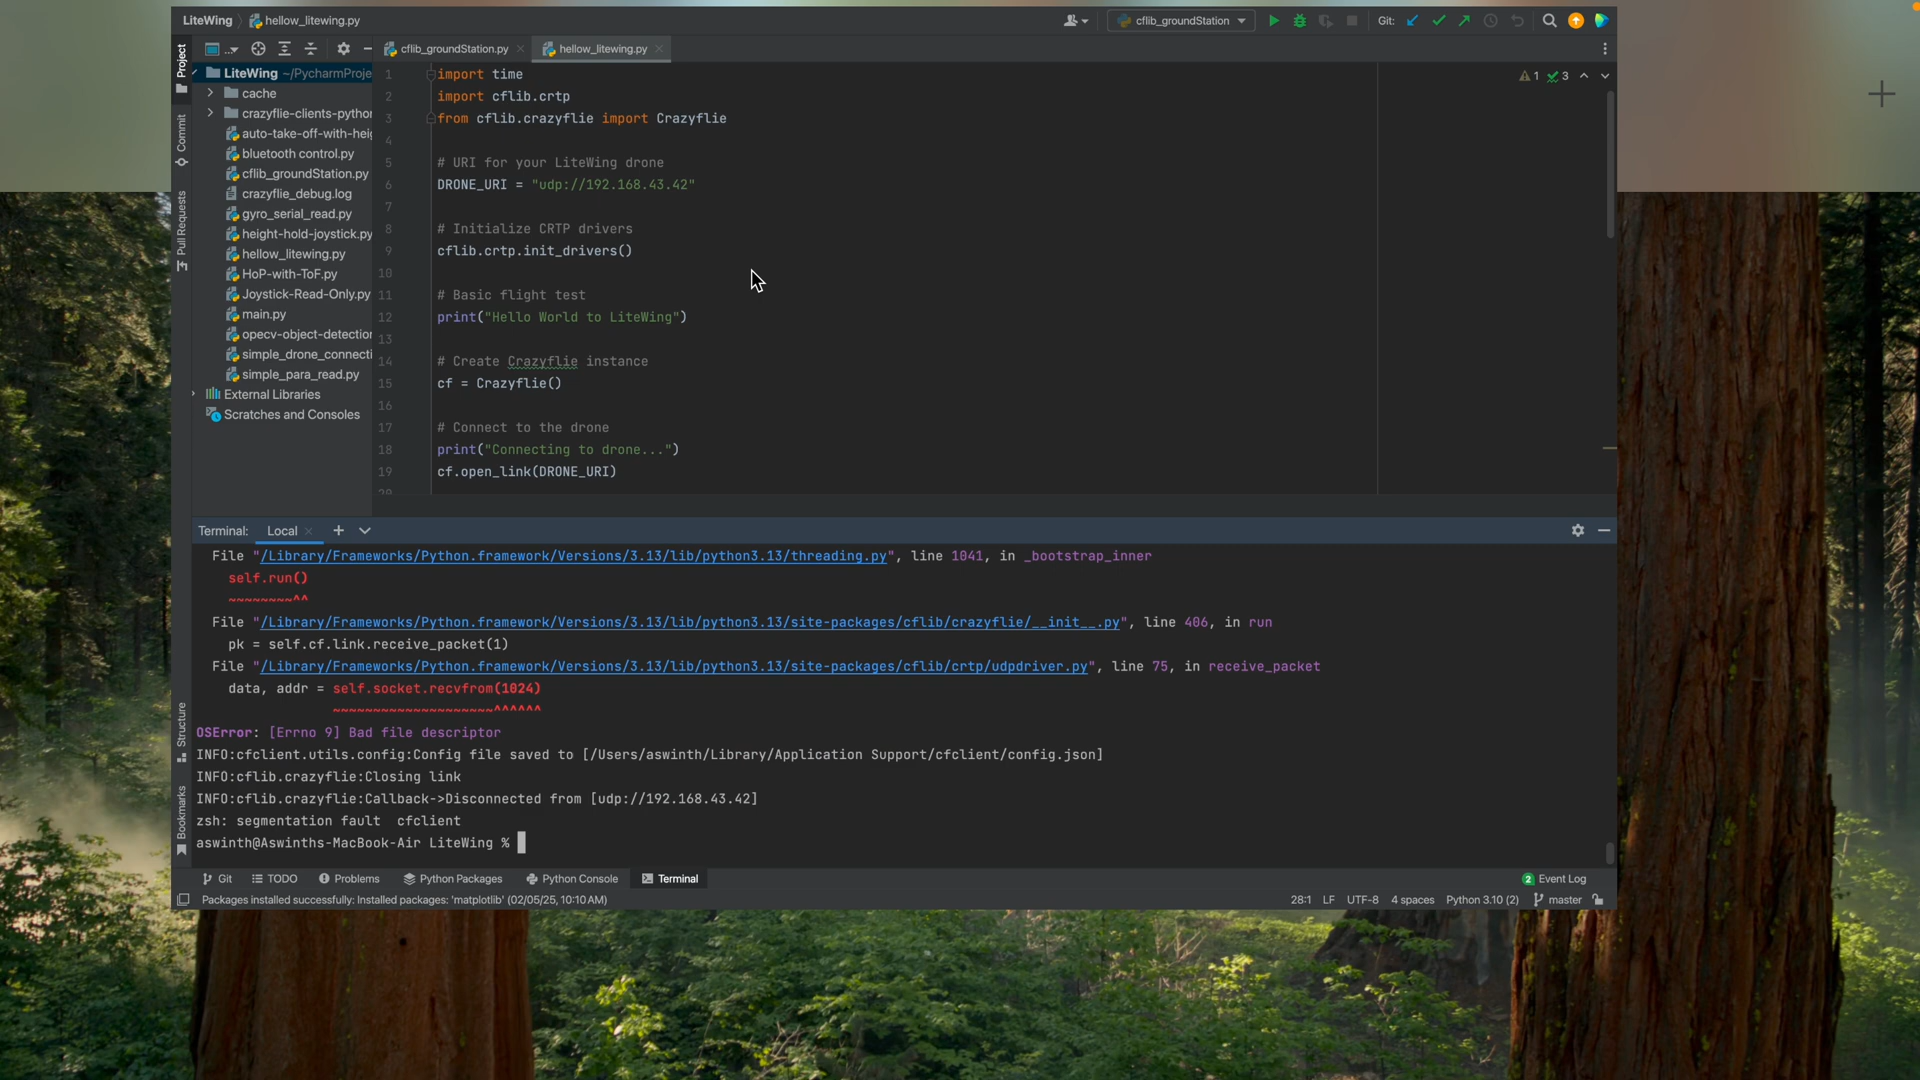 LiteWing hellow_litewing.py cflib_groundStation Git:
Project
Commit
Pull Requests
Structure
Bookmarks
LiteWing ~/PycharmProje
cache
crazyflie-clients-python
auto-take-off-with-heig
bluetooth control.py
cflib_groundStation.py
crazyflie_debug.log
gyro_serial_read.py
height-hold-joystick.py
hellow_litewing.py
HoP-with-ToF.py
Joystick-Read-Only.py
main.py
opecv-object-detection
simple_drone_connecti
simple_para_read.py
External Libraries
Scratches and Consoles
cflib_groundStation.py hellow_litewing.py
1 3
1 import time
2 import cflib.crtp
3 from cflib.crazyflie import Crazyflie
4
5 # URI for your LiteWing drone
6 DRONE_URI = "udp://192.168.43.42"
7
8 # Initialize CRTP drivers
9 cflib.crtp.init_drivers()
10
11 # Basic flight test
12 print("Hello World to LiteWing")
13
14 # Create Crazyflie instance
15 cf = Crazyflie()
16
17 # Connect to the drone
18 print("Connecting to drone...")
19 cf.open_link(DRONE_URI)
20
Terminal: Local
File "/Library/Frameworks/Python.framework/Versions/3.13/lib/python3.13/threading.py", line 1041, in _bootstrap_inner
self.run()
~~~~~~~~^^
File "/Library/Frameworks/Python.framework/Versions/3.13/lib/python3.13/site-packages/cflib/crazyflie/__init__.py", line 406, in run
pk = self.cf.link.receive_packet(1)
File "/Library/Frameworks/Python.framework/Versions/3.13/lib/python3.13/site-packages/cflib/crtp/udpdriver.py", line 75, in receive_packet
data, addr = self.socket.recvfrom(1024)
~~~~~~~~~~~~~~~~~~~~^^^^^^
OSError: [Errno 9] Bad file descriptor
INFO:cfclient.utils.config:Config file saved to [/Users/aswinth/Library/Application Support/cfclient/config.json]
INFO:cflib.crazyflie:Closing link
INFO:cflib.crazyflie:Callback->Disconnected from [udp://192.168.43.42]
zsh: segmentation fault cfclient
aswinth@Aswinths-MacBook-Air LiteWing %
Git TODO Problems Python Packages Python Console Terminal 2 Event Log
Packages installed successfully: Installed packages: 'matplotlib' (02/05/25, 10:10 AM) 28:1 LF UTF-8 4 spaces Python 3.10 (2) master